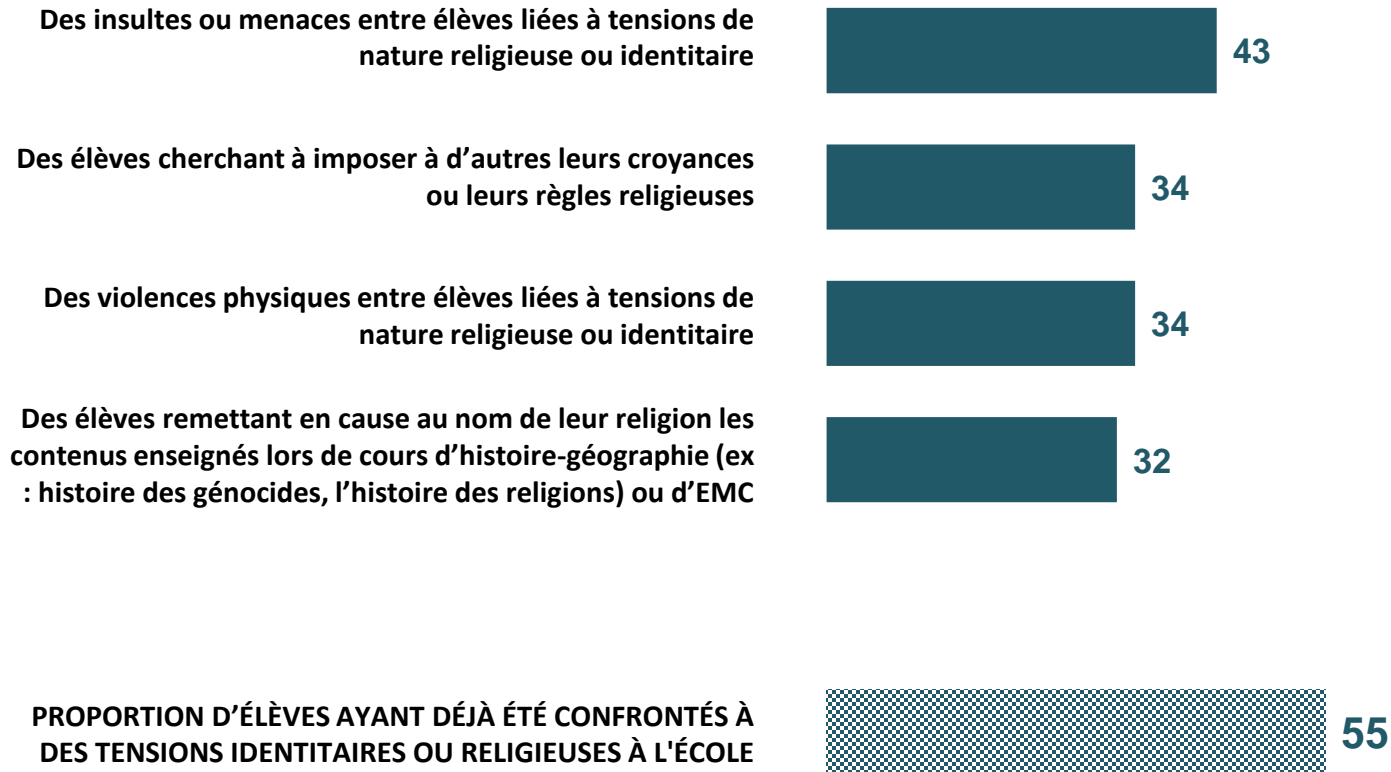 Des insultes ou menaces entre élèves liées à tensions de
nature religieuse ou identitaire
43
Des élèves cherchant à imposer à d’autres leurs croyances
ou leurs règles religieuses
34
Des violences physiques entre élèves liées à tensions de
nature religieuse ou identitaire
34
Des élèves remettant en cause au nom de leur religion les
contenus enseignés lors de cours d’histoire-géographie (ex
: histoire des génocides, l’histoire des religions) ou d’EMC
32
PROPORTION D’ÉLÈVES AYANT DÉJÀ ÉTÉ CONFRONTÉS À
DES TENSIONS IDENTITAIRES OU RELIGIEUSES À L'ÉCOLE
55